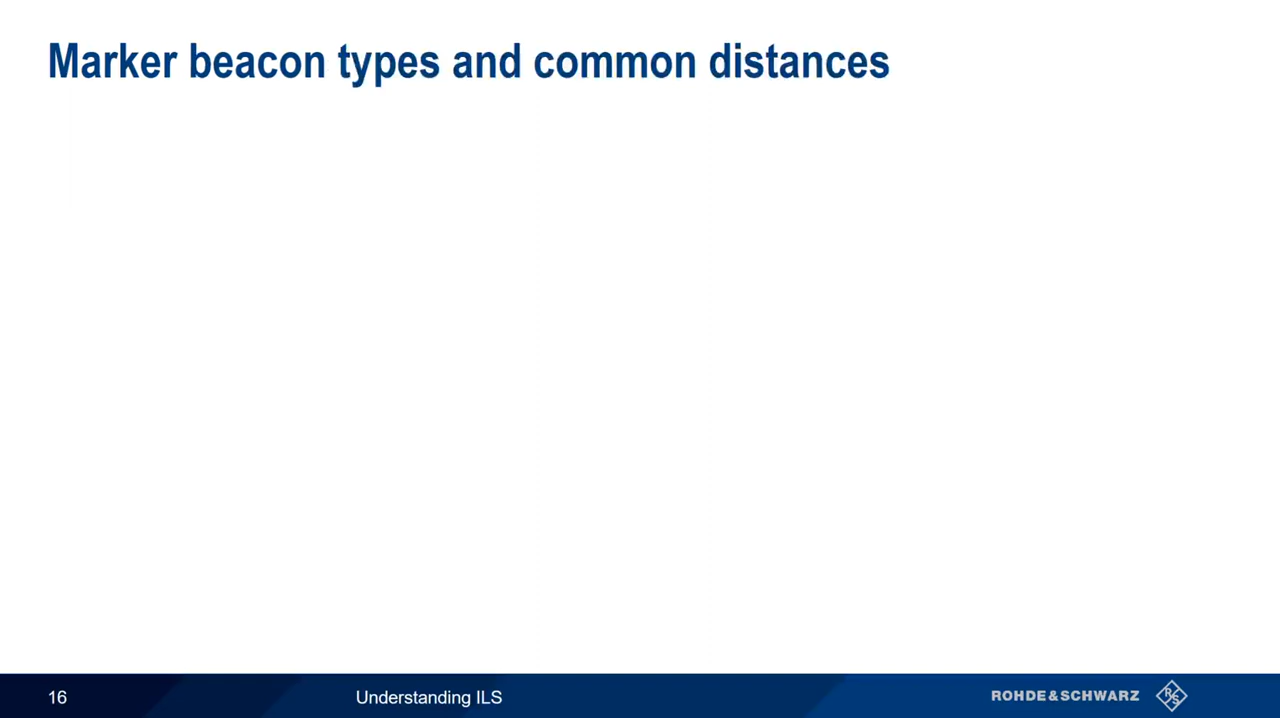 Marker beacon types and common distances
16
Understanding ILS
ROHDE&SCHWARZ
R
S